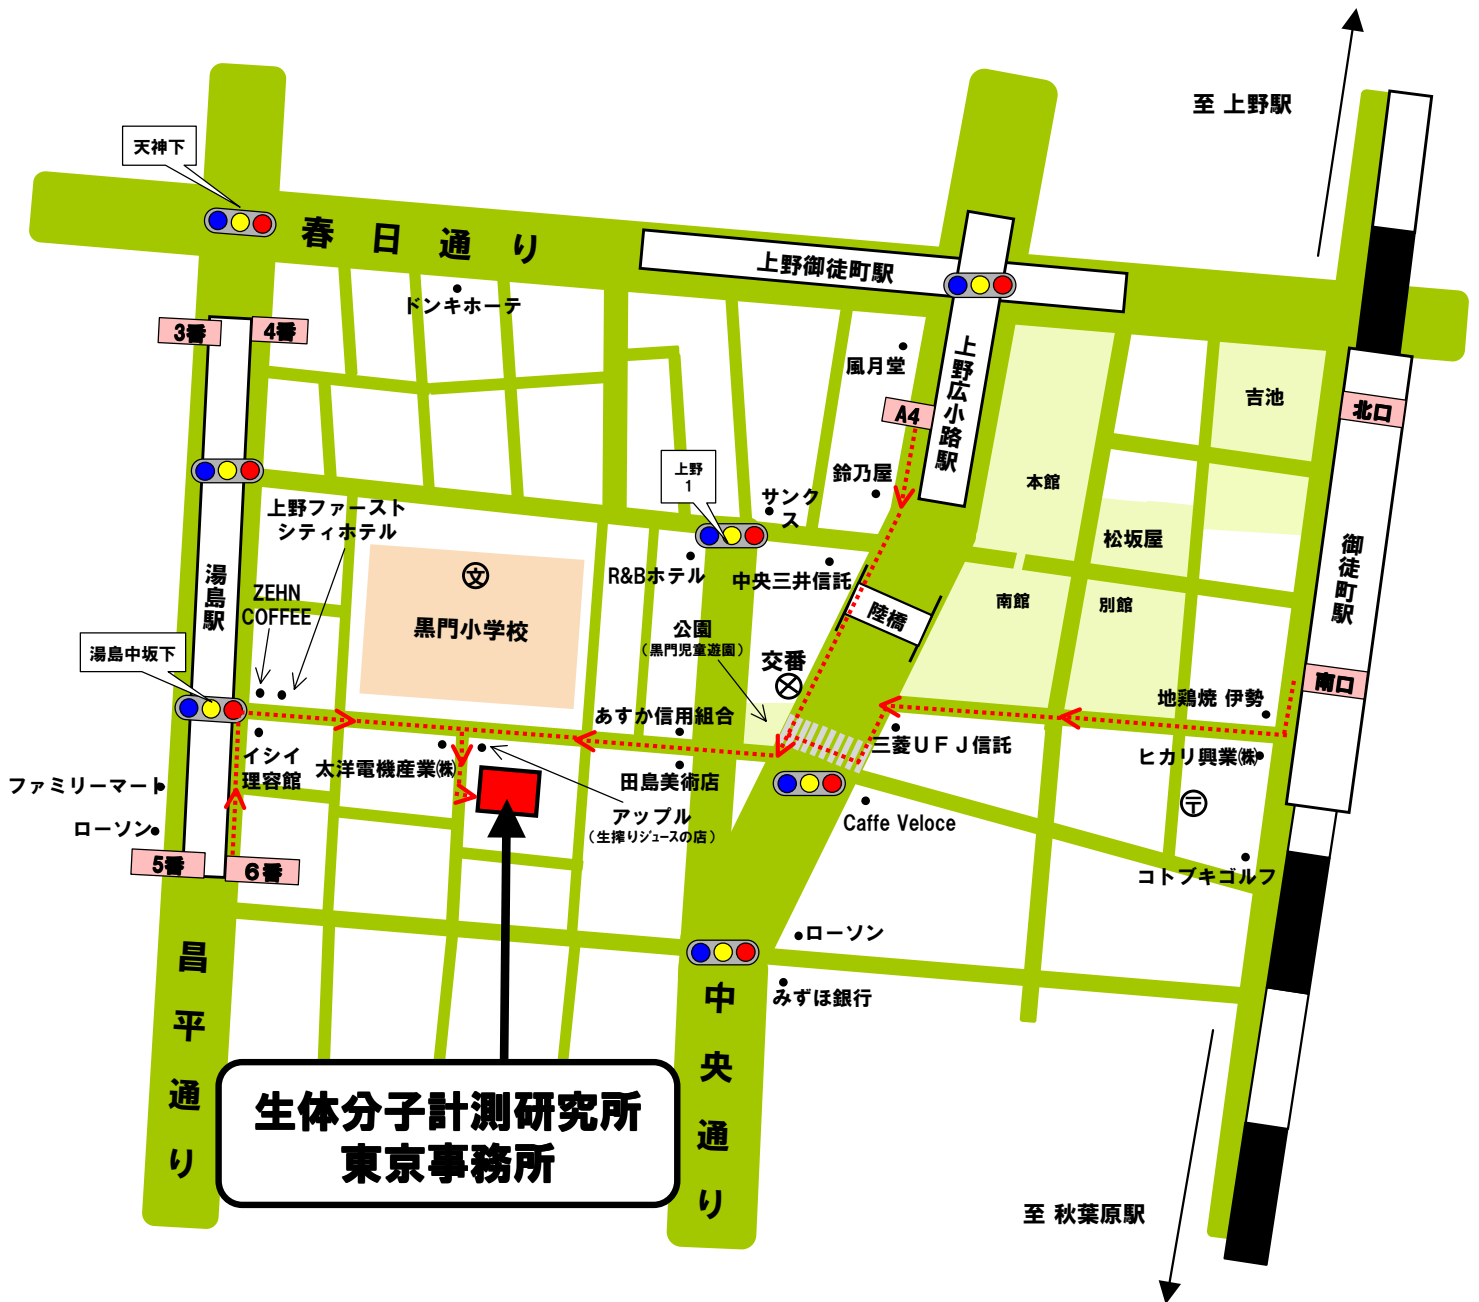 至 上野駅
天神下
春日通り
上野御徒町駅
ドンキホーテ
3番
4番
風月堂
上野広小路駅
A4
吉池
北口
本館
鈴乃屋
上野
1
サンク
ス
上野ファースト
シティホテル
松坂屋
御徒町駅
湯島駅
ZEHN
COFFEE
文
黒門小学校
R&Bホテル
中央三井信託
陸橋
南館
別館
公園
(黒門児童遊園)
交番
湯島中坂下
南口
地鶏焼 伊勢
あすか信用組合
三菱UFJ信託
ヒカリ興業㈱
イシイ
理容館
太洋電機産業㈱
田島美術店
ファミリーマート
アップル
(生搾りジュースの店)
〒
Caffe Veloce
ローソン
5番
6番
コトブキゴルフ
ローソン
昌平通り
みずほ銀行
中央通り
生体分子計測研究所
東京事務所
至 秋葉原駅